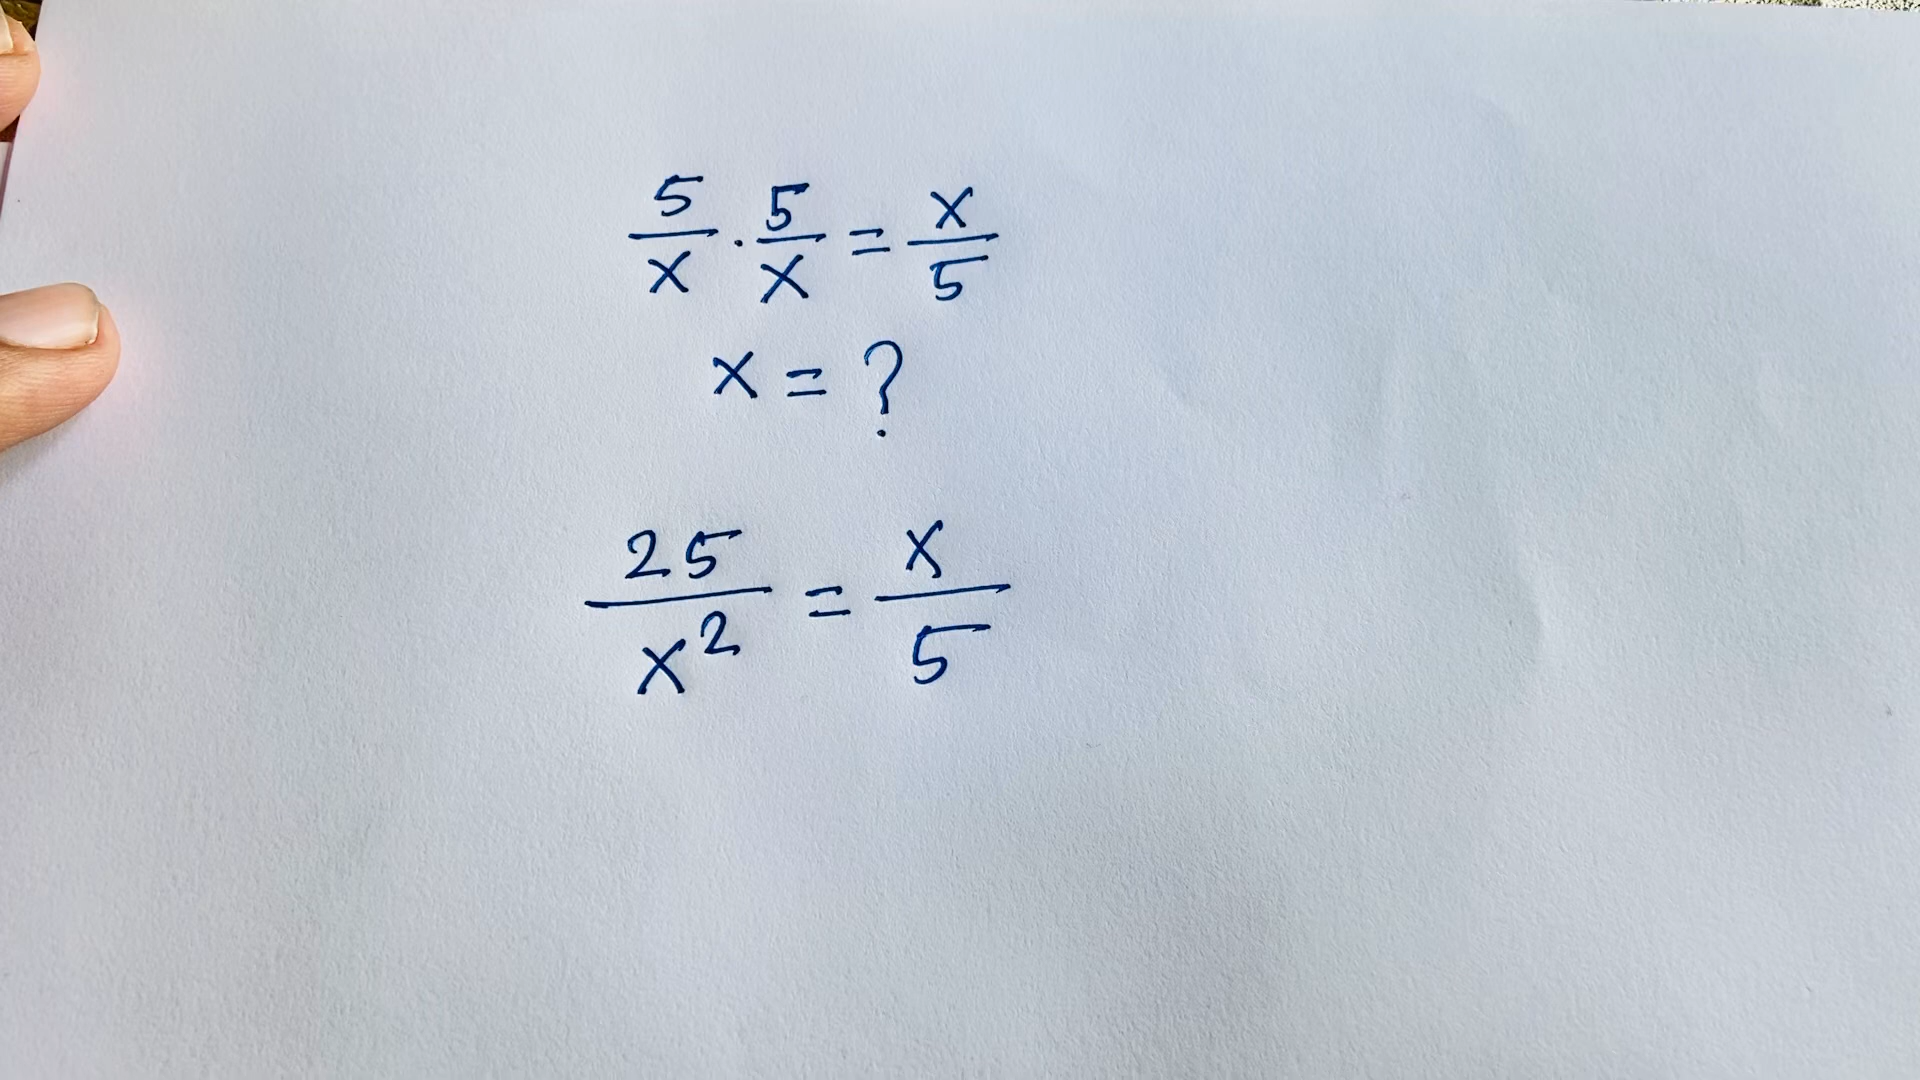 5/x · 5/x = x/5
x = ?
25/x² = x/5